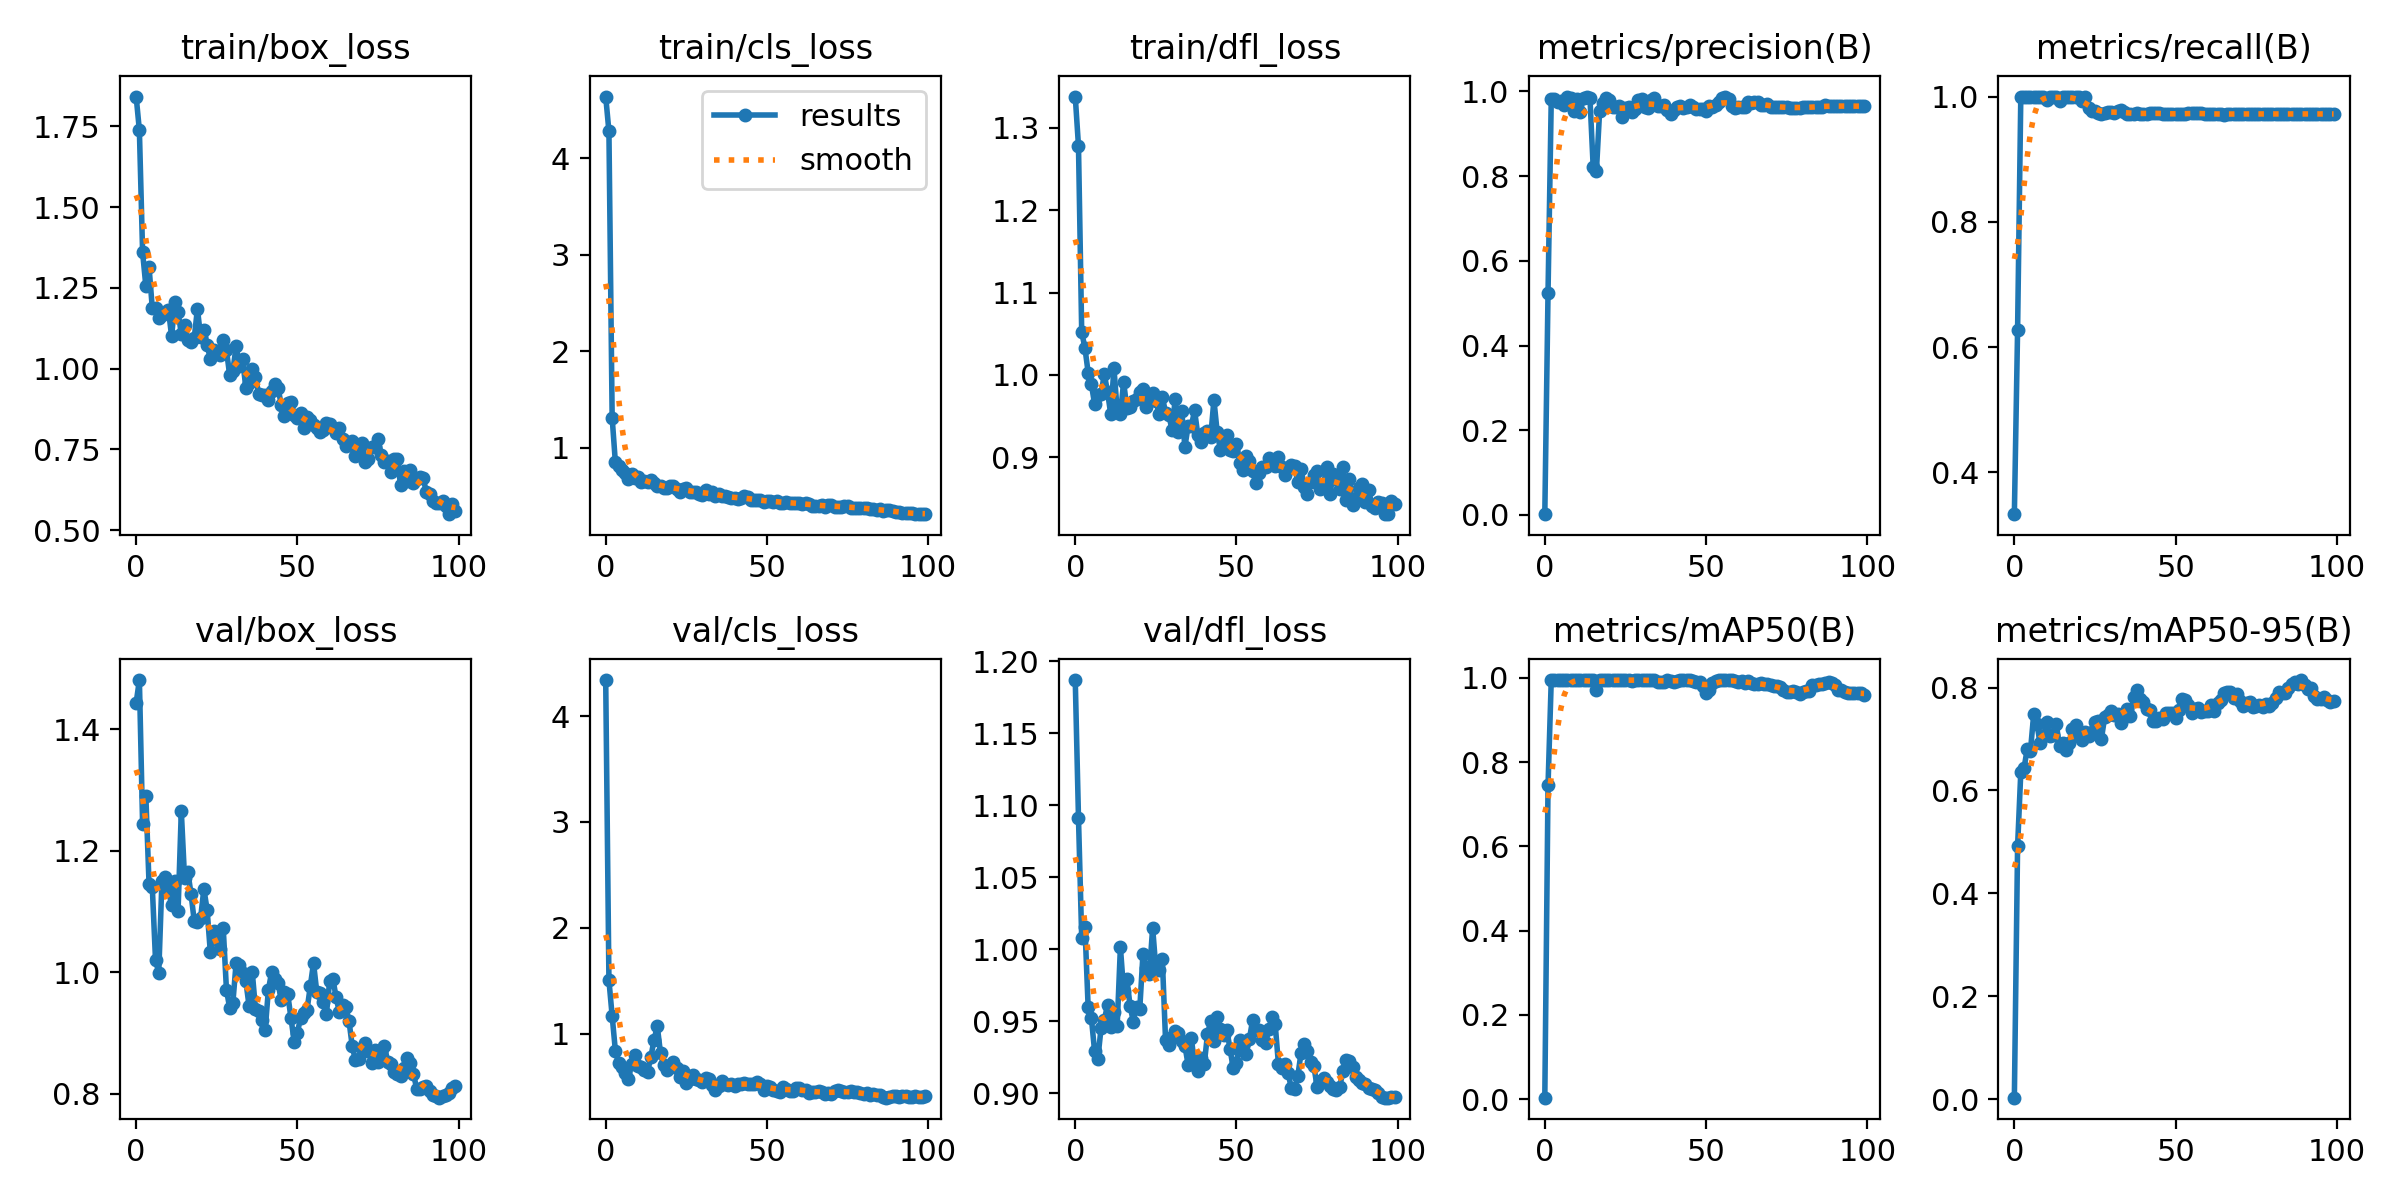 train/box_loss
1.75
1.50
1.25
1.00
0.75
0.50
0 50 100
train/cls_loss
results
smooth
4
3
2
1
0 50 100
train/dfl_loss
1.3
1.2
1.1
1.0
0.9
0 50 100
metrics/precision(B)
1.0
0.8
0.6
0.4
0.2
0.0
0 50 100
metrics/recall(B)
1.0
0.8
0.6
0.4
0 50 100
val/box_loss
1.4
1.2
1.0
0.8
0 50 100
val/cls_loss
4
3
2
1
0 50 100
val/dfl_loss
1.20
1.15
1.10
1.05
1.00
0.95
0.90
0 50 100
metrics/mAP50(B)
1.0
0.8
0.6
0.4
0.2
0.0
0 50 100
metrics/mAP50-95(B)
0.8
0.6
0.4
0.2
0.0
0 50 100